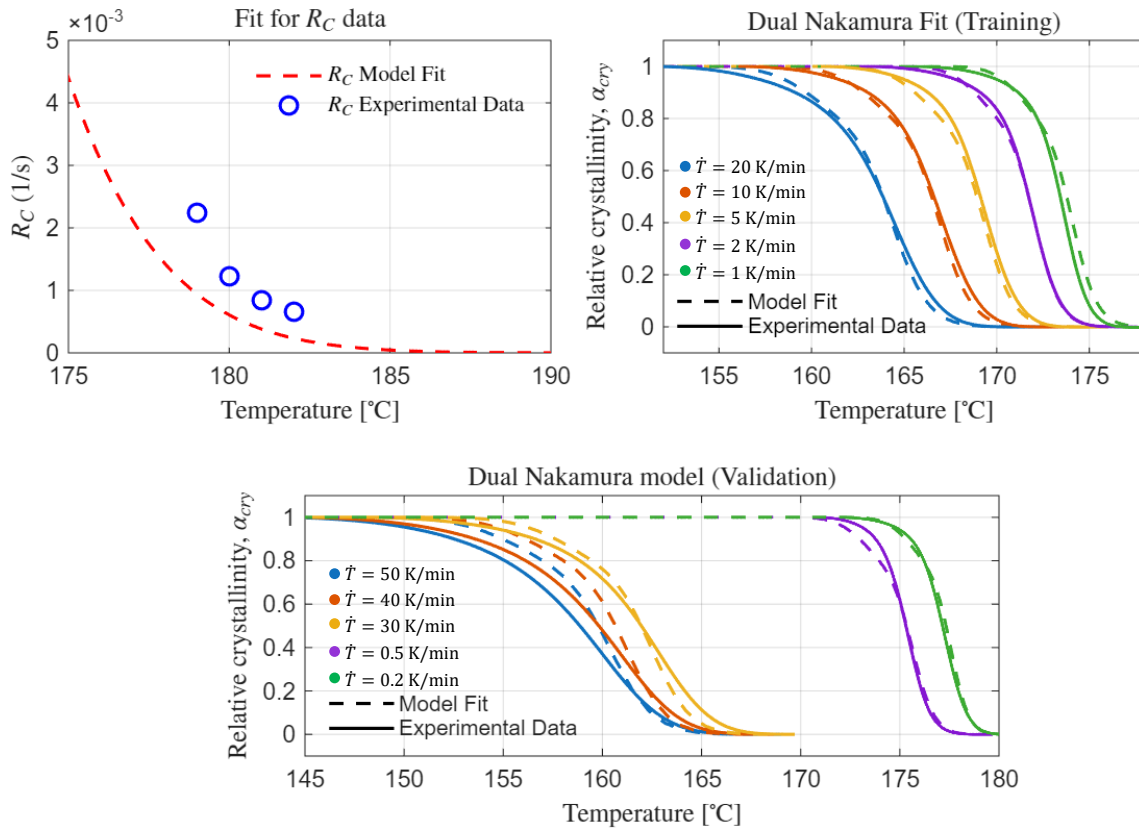 Fit for R_C data
×10⁻³
R_C (1/s)
5
4
3
2
1
0
R_C Model Fit
R_C Experimental Data
175
180
185
190
Temperature [°C]
Dual Nakamura Fit (Training)
Relative crystallinity, α_cry
1
0.8
0.6
0.4
0.2
0
Ṫ = 20 K/min
Ṫ = 10 K/min
Ṫ = 5 K/min
Ṫ = 2 K/min
Ṫ = 1 K/min
Model Fit
Experimental Data
155
160
165
170
175
Temperature [°C]
Dual Nakamura model (Validation)
Relative crystallinity, α_cry
1
0.8
0.6
0.4
0.2
0
Ṫ = 50 K/min
Ṫ = 40 K/min
Ṫ = 30 K/min
Ṫ = 0.5 K/min
Ṫ = 0.2 K/min
Model Fit
Experimental Data
145
150
155
160
165
170
175
180
Temperature [°C]